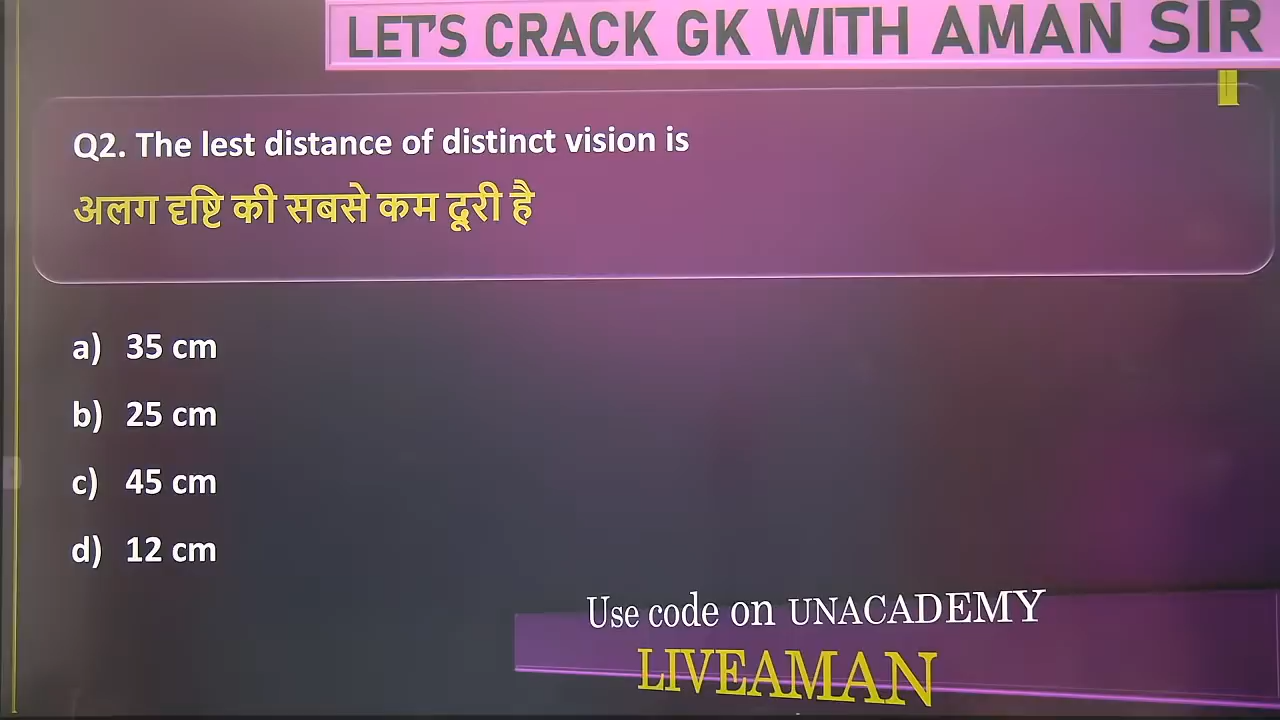 LET'S CRACK GK WITH AMAN SIR
Q2. The lest distance of distinct vision is
अलग दृष्टि की सबसे कम दूरी है
a) 35 cm
b) 25 cm
c) 45 cm
d) 12 cm
Use code on UNACADEMY
LIVEAMAN